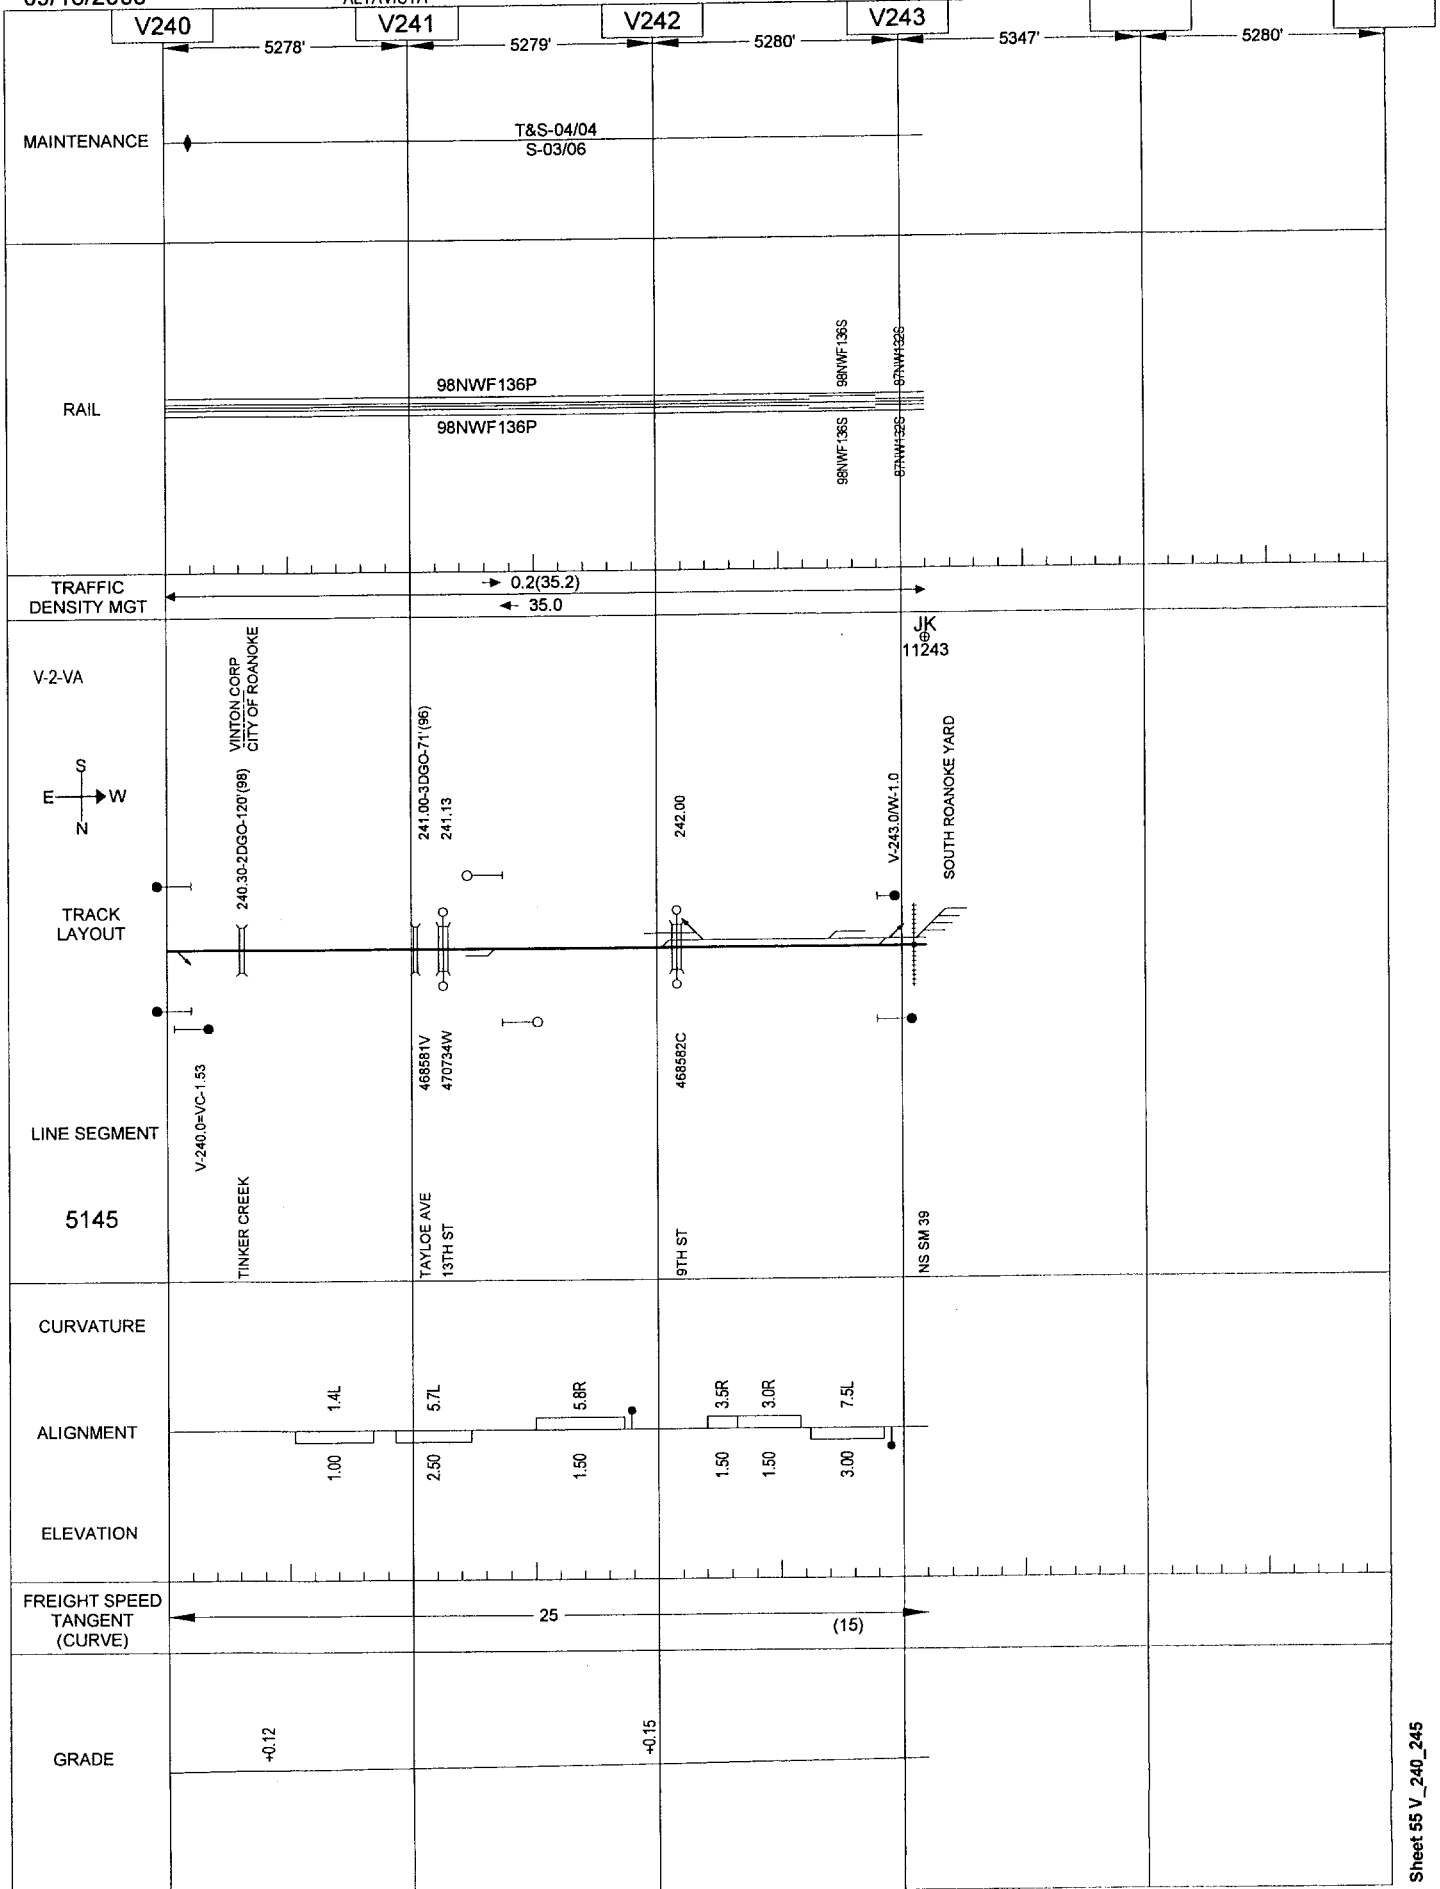 V240
V241
V242
V243
5278'
5279'
5280'
5347'
5280'
MAINTENANCE
T&S-04/04
S-03/06
RAIL
98NWF136P
98NWF136P
98NWF136S
87NW132S
98NWF136S
87NW132S
TRAFFIC
DENSITY MGT
0.2(35.2)
35.0
JK
11243
V-2-VA
VINTON CORP
CITY OF ROANOKE
S
E W
N
240.30-2DGO-120'(98)
241.00-3DGO-71'(96)
241.13
242.00
V-243.0/W-1.0
SOUTH ROANOKE YARD
TRACK
LAYOUT
V-240.0=VC-1.53
468581V
470734W
468582C
LINE SEGMENT
5145
TINKER CREEK
TAYLOE AVE
13TH ST
9TH ST
NS SM 39
CURVATURE
1.4L
5.7L
5.8R
3.5R
3.0R
7.5L
ALIGNMENT
1.00
2.50
1.50
1.50
1.50
3.00
ELEVATION
FREIGHT SPEED
TANGENT
(CURVE)
25
(15)
GRADE
+0.12
+0.15
Sheet 55 V_240_245